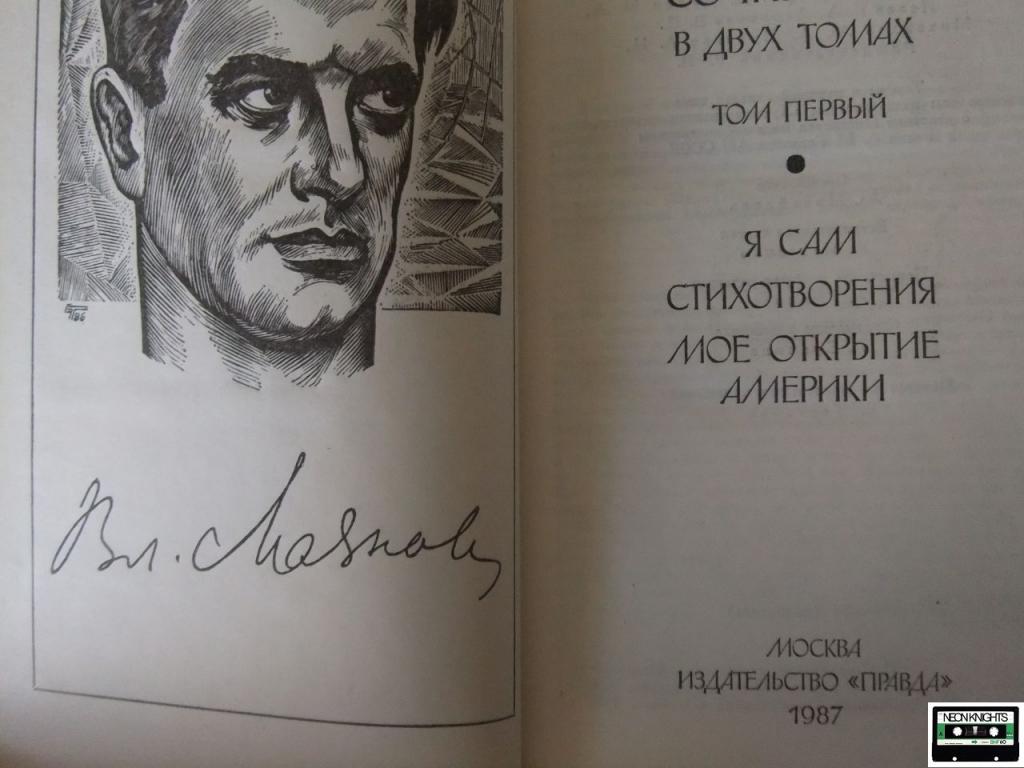 Вл. Маяков
В ДВУХ ТОМАХ
ТОМ ПЕРВЫЙ
•
Я САМ
СТИХОТВОРЕНИЯ
МОЕ ОТКРЫТИЕ
АМЕРИКИ
МОСКВА
ИЗДАТЕЛЬСТВО «ПРАВДА»
1987
NEON KNIGHTS